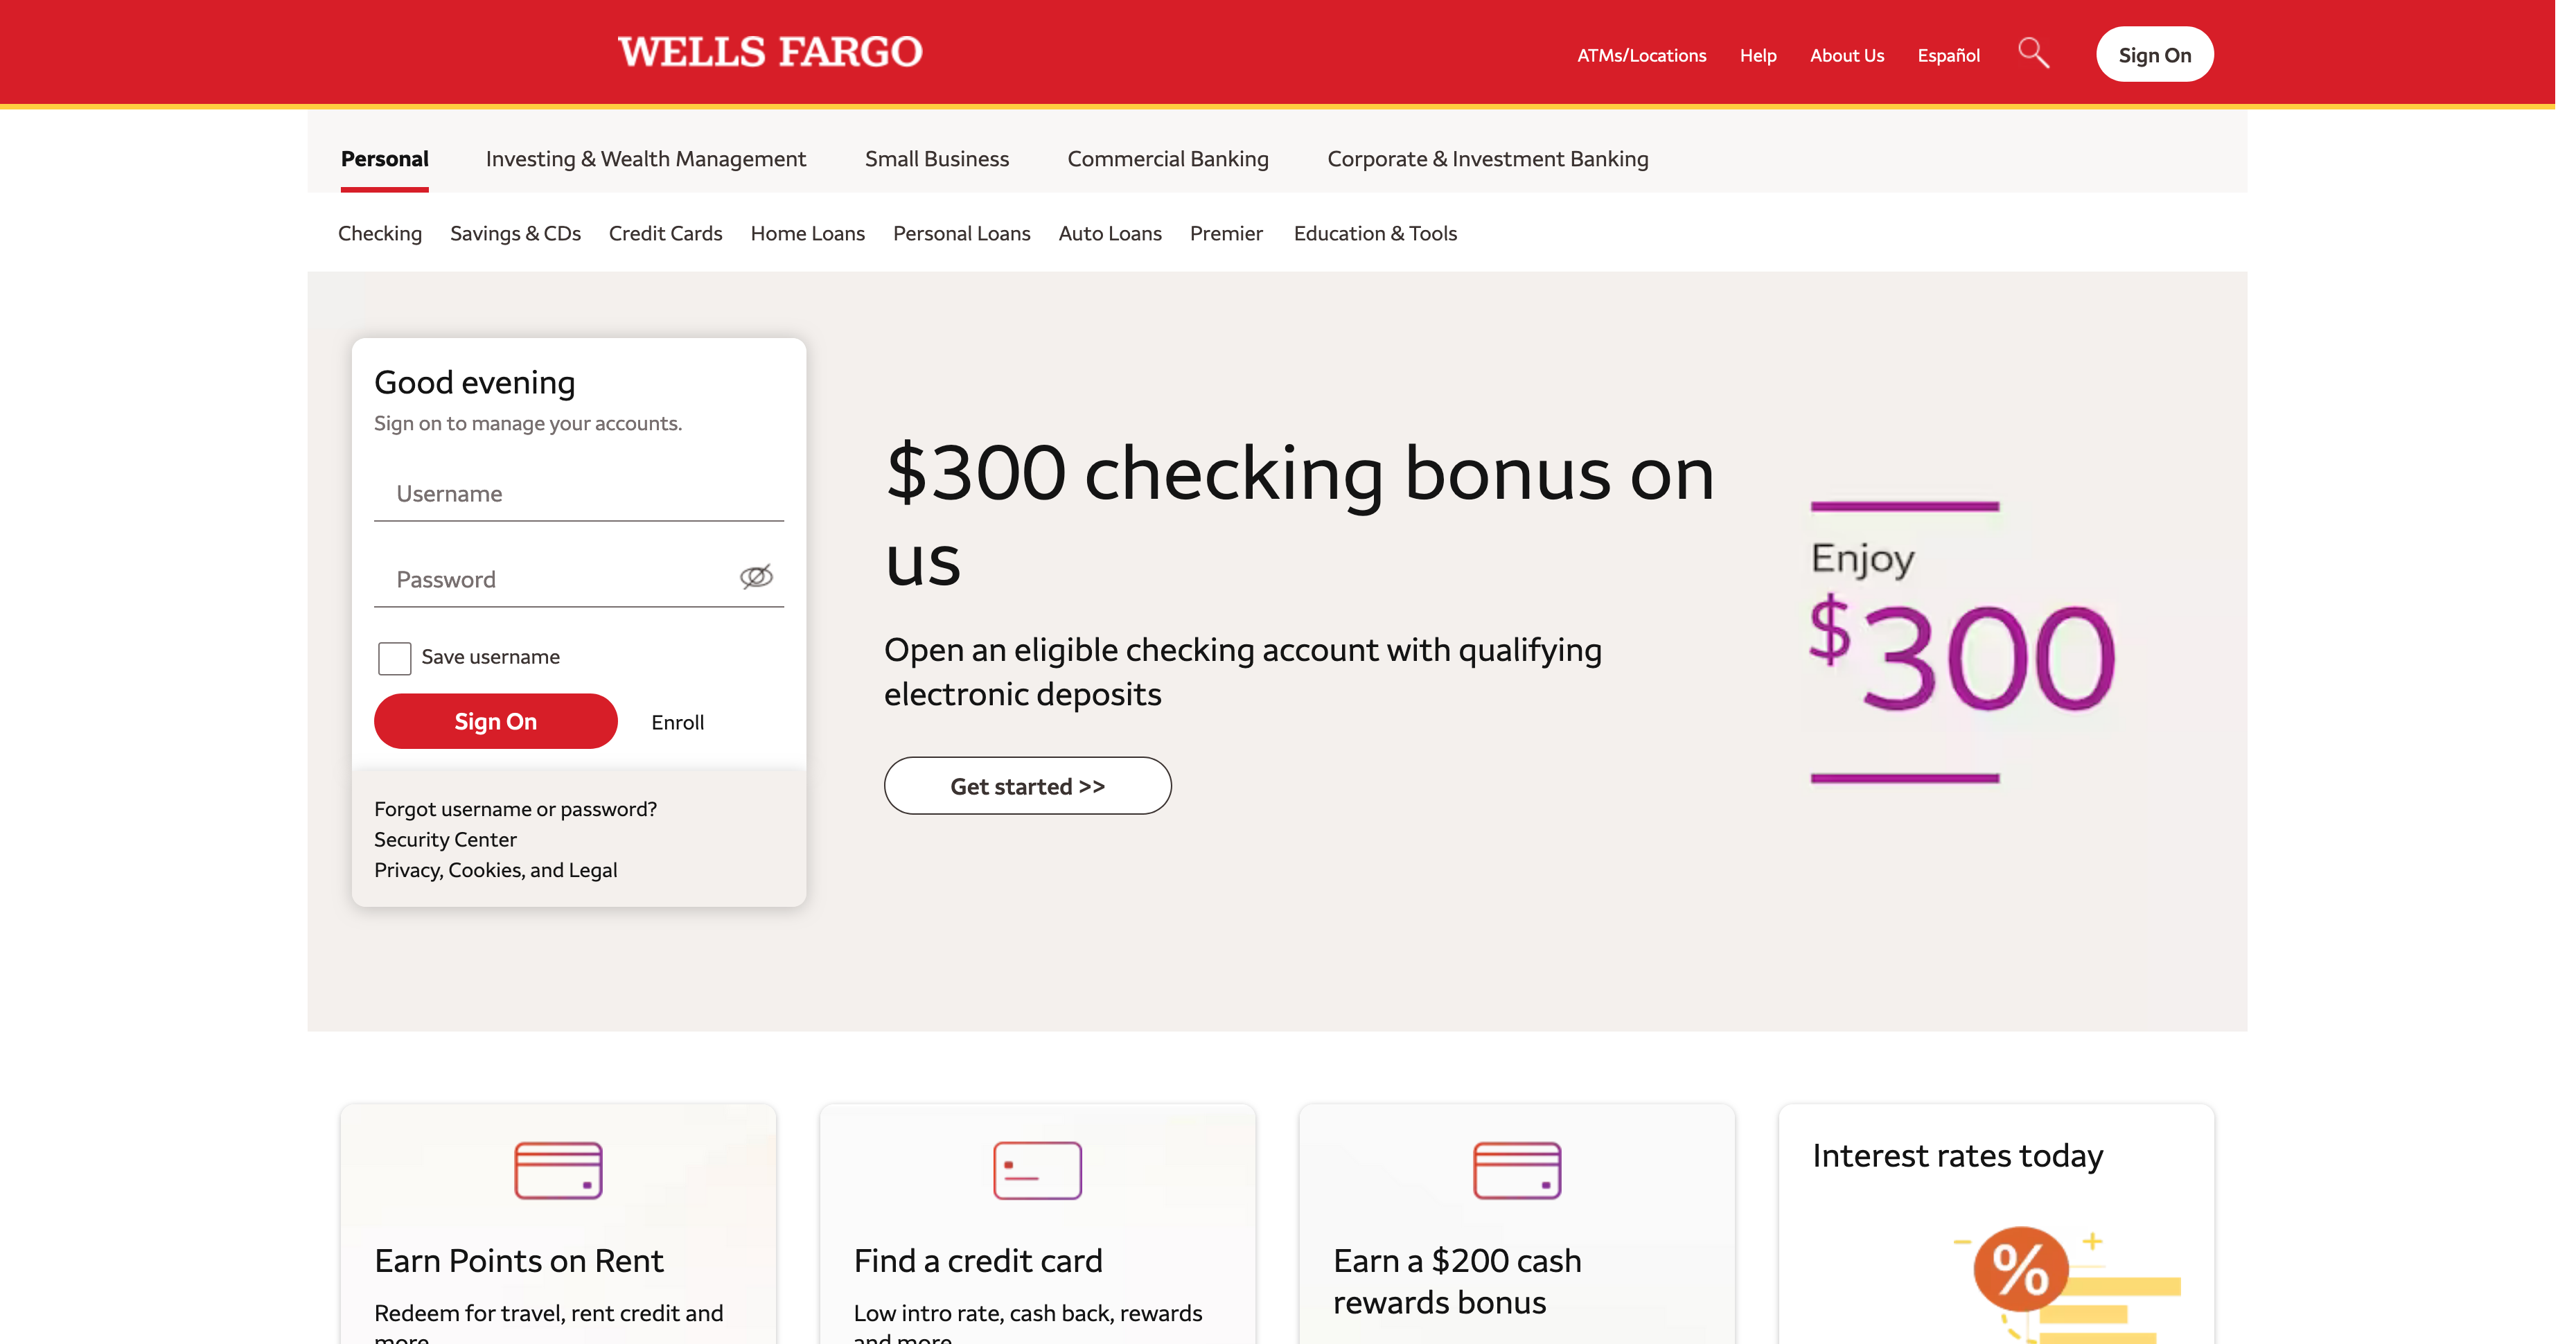 WELLS FARGO
ATMs/Locations Help About Us Español Sign On
Personal Investing & Wealth Management Small Business Commercial Banking Corporate & Investment Banking
Checking Savings & CDs Credit Cards Home Loans Personal Loans Auto Loans Premier Education & Tools
Good evening
Sign on to manage your accounts.
Username
Password
Save username
Sign On Enroll
Forgot username or password?
Security Center
Privacy, Cookies, and Legal
$300 checking bonus on
us
Open an eligible checking account with qualifying
electronic deposits
Get started >>
Enjoy
$300
Earn Points on Rent
Redeem for travel, rent credit and
more
Find a credit card
Low intro rate, cash back, rewards
and more
Earn a $200 cash
rewards bonus
Interest rates today
%